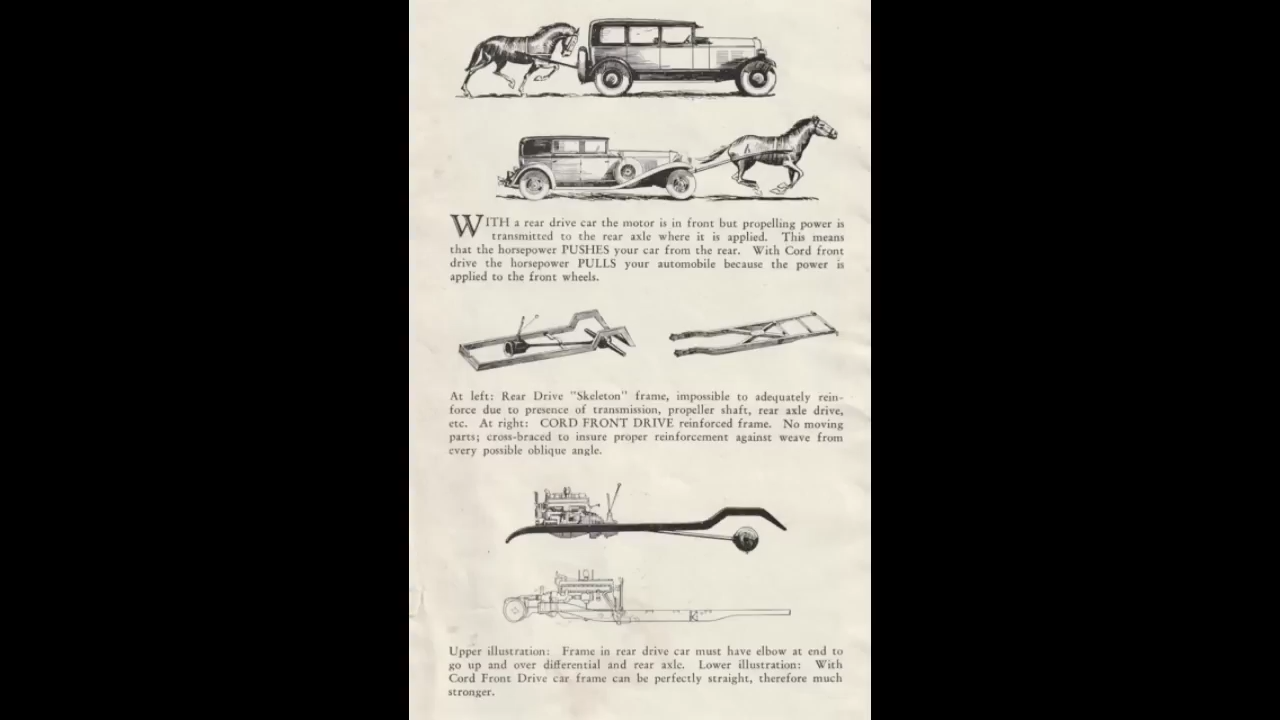 WITH a rear drive car the motor is in front but propelling power is
transmitted to the rear axle where it is applied. This means
that the horsepower PUSHES your car from the rear. With Cord front
drive the horsepower PULLS your automobile because the power is
applied to the front wheels.
At left: Rear Drive "Skeleton" frame, impossible to adequately rein-
force due to presence of transmission, propeller shaft, rear axle drive,
etc. At right: CORD FRONT DRIVE reinforced frame. No moving
parts; cross-braced to insure proper reinforcement against weave from
every possible oblique angle.
Upper illustration: Frame in rear drive car must have elbow at end to
go up and over differential and rear axle. Lower illustration: With
Cord Front Drive car frame can be perfectly straight, therefore much
stronger.